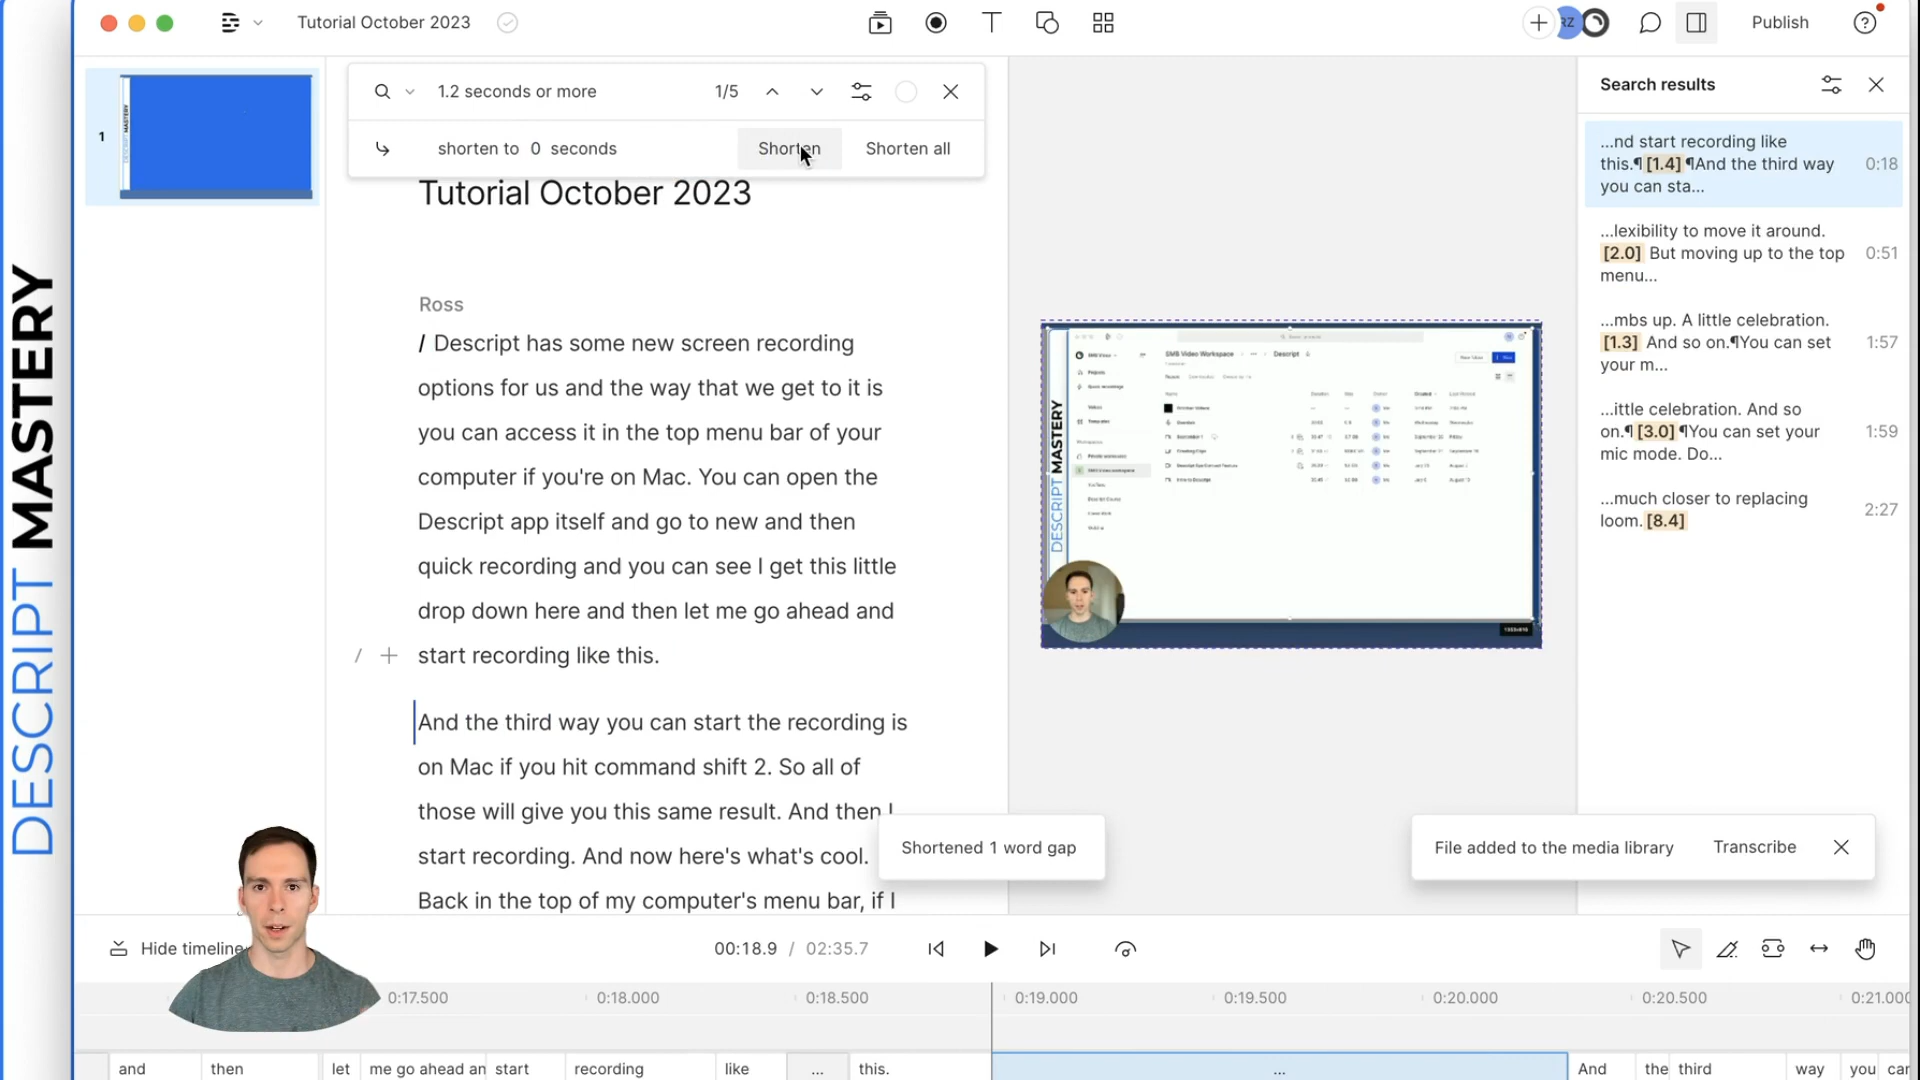 Tutorial October 2023
RZ
Publish
1
DESCRIPT MASTERY
1.2 seconds or more
1/5
shorten to 0 seconds
Shorten
Shorten all
Tutorial October 2023
Ross
/ Descript has some new screen recording
options for us and the way that we get to it is
you can access it in the top menu bar of your
computer if you're on Mac. You can open the
Descript app itself and go to new and then
quick recording and you can see I get this little
drop down here and then let me go ahead and
/ + start recording like this.
And the third way you can start the recording is
on Mac if you hit command shift 2. So all of
those will give you this same result. And then I
start recording. And now here's what's cool.
Back in the top of my computer's menu bar, if I
SMB Video Workspace
Descript
DESCRIPT MASTERY
Search results
...nd start recording like
this.¶ [1.4] ¶And the third way
you can sta...
0:18
...lexibility to move it around.
[2.0] But moving up to the top
menu...
0:51
...mbs up. A little celebration.
[1.3] And so on.¶You can set
your m...
1:57
...ittle celebration. And so
on.¶ [3.0] ¶You can set your
mic mode. Do...
1:59
...much closer to replacing
loom. [8.4]
2:27
Shortened 1 word gap
File added to the media library
Transcribe
Hide timeline
00:18.9 / 02:35.7
0:17.500
0:18.000
0:18.500
0:19.000
0:19.500
0:20.000
0:20.500
0:21.000
and
then
let
me go ahead an
start
recording
like
...
this.
...
And
the
third
way
you
can
DESCRIPT MASTERY